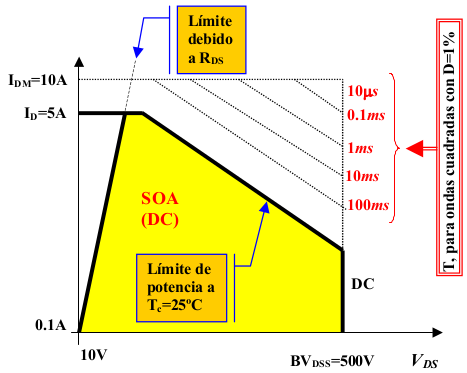 Límite
debido
a RDS
IDM=10A
ID=5A
10µs
0.1ms
1ms
10ms
100ms
T, para ondas cuadradas con D=1%
SOA
(DC)
Límite de
potencia a
Tc=25ºC
DC
0.1A
10V
BVDSS=500V
VDS